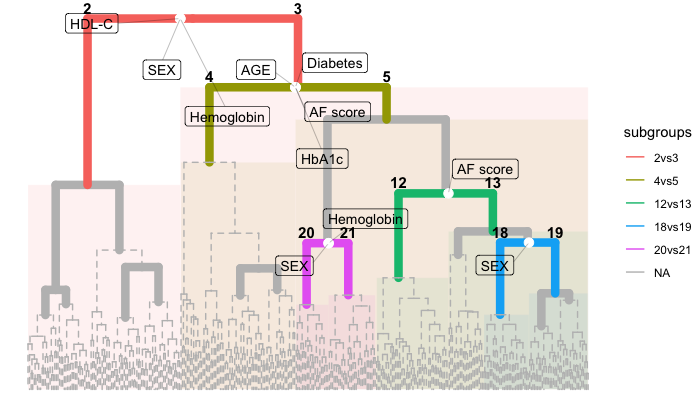 2
3
HDL-C
SEX
AGE
Diabetes
4
5
Hemoglobin
AF score
HbA1c
AF score
12
13
Hemoglobin
20
21
18
19
SEX
SEX
subgroups
2vs3
4vs5
12vs13
18vs19
20vs21
NA